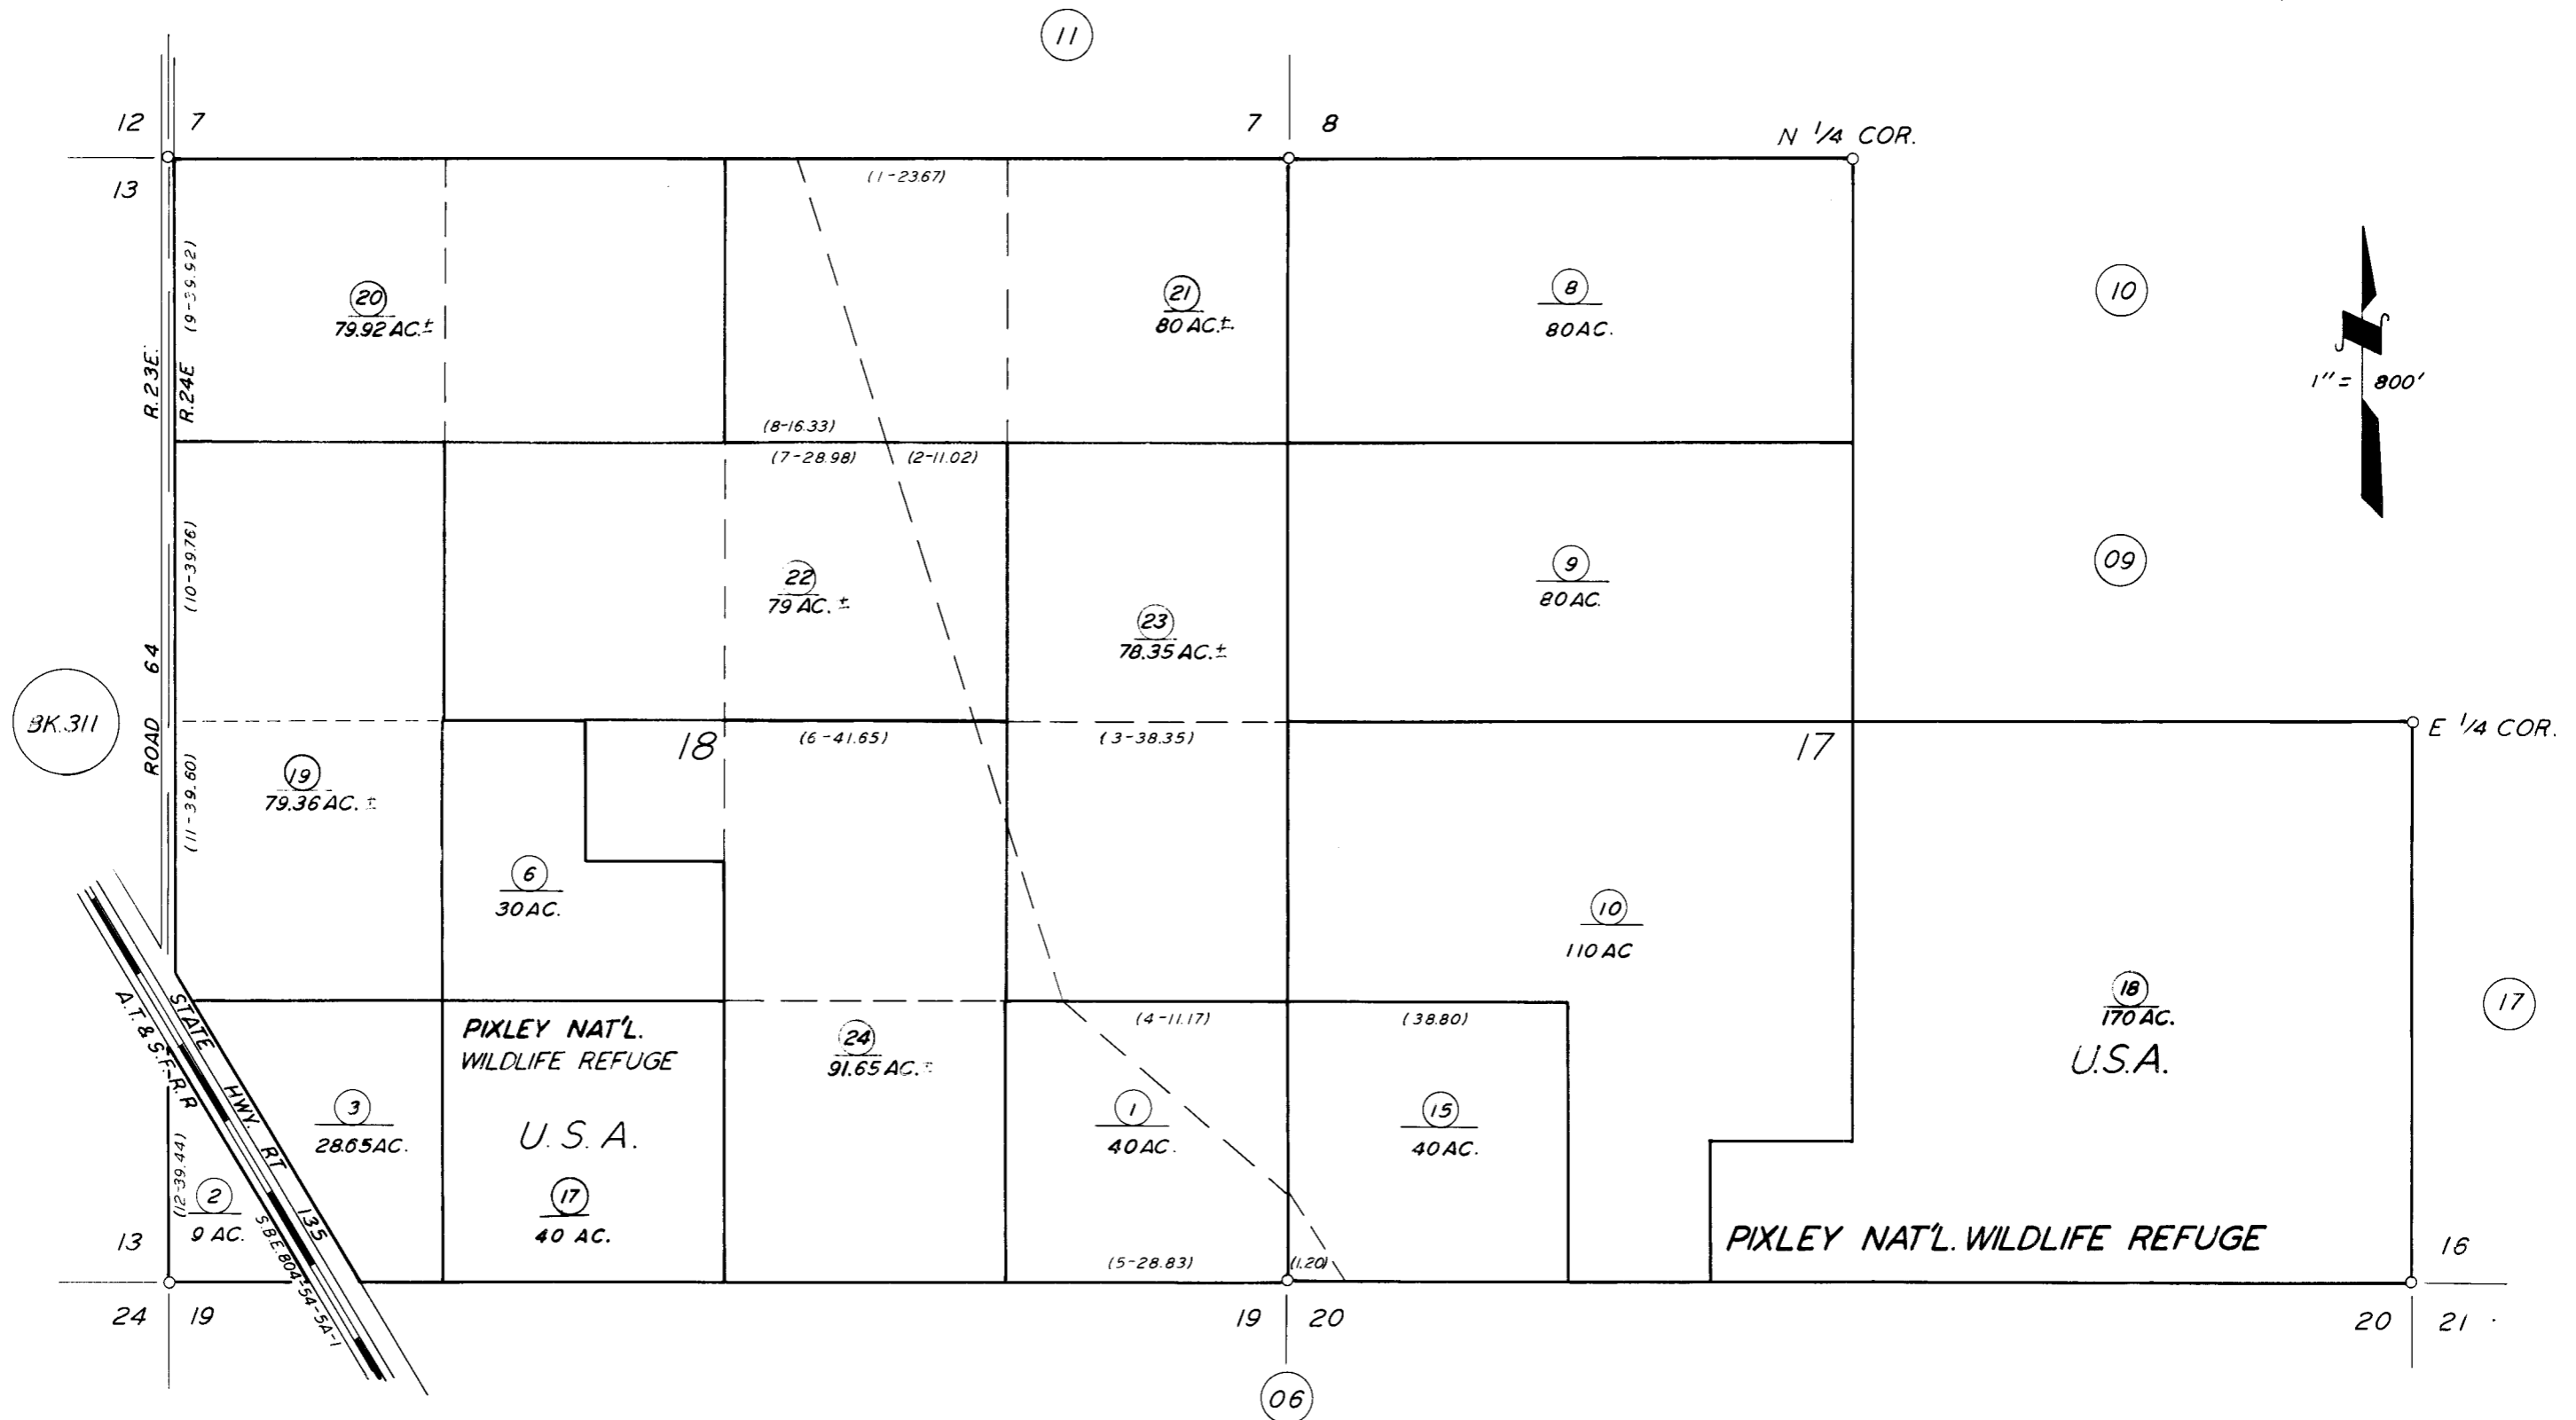 11
12 7
7 8
N 1/4 COR.
13
(1-23.67)
(9-39.92)
R.23E.
R.24E
20
79.92 AC.±
21
80 AC.±
8
80 AC.
10
1" = 800'
(8-16.33)
(7-28.98) (2-11.02)
(10-39.76)
22
79 AC. ±
23
78.35 AC.±
9
80 AC.
09
ROAD 64
BK.311
18
(6-41.65)
(3-38.35)
17
E 1/4 COR.
(11-39.60)
19
79.36 AC. ±
6
30 AC.
10
110 AC
18
170 AC.
U.S.A.
17
STATE HWY. RT 135
A.T. & S.F. R.R
S.B.E. 804-54-5A-1
PIXLEY NAT'L.
WILDLIFE REFUGE
U.S.A.
17
40 AC.
24
91.65 AC.±
(4-11.17)
(38.80)
3
28.65 AC.
1
40 AC.
15
40 AC.
(12-39.44)
2
9 AC.
(5-28.83)
(1.20)
PIXLEY NAT'L. WILDLIFE REFUGE
13
16
24 19
19 20
20 21
06